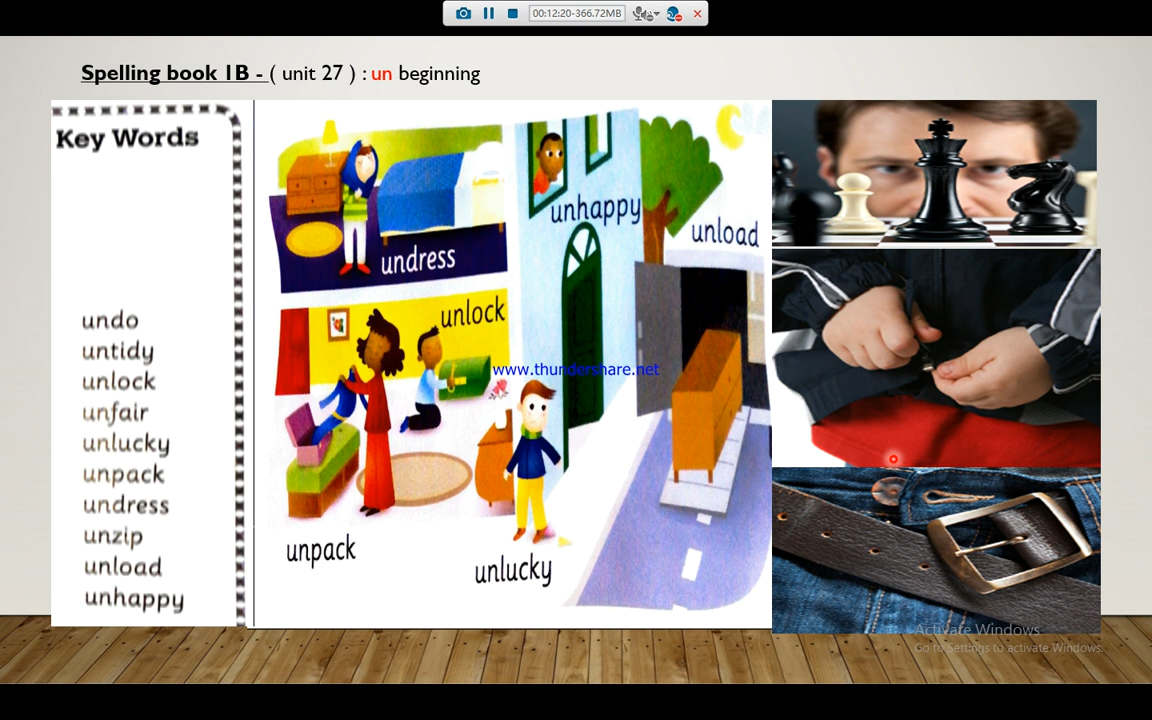 00:12:20-366.72MB
Spelling book 1B - ( unit 27 ) : un beginning
Key Words
undo
untidy
unlock
unfair
unlucky
unpack
undress
unzip
unload
unhappy
undress
unhappy
unload
unlock
www.thundershare.net
unpack
unlucky
Activate Windows
Go to Settings to activate Windows.